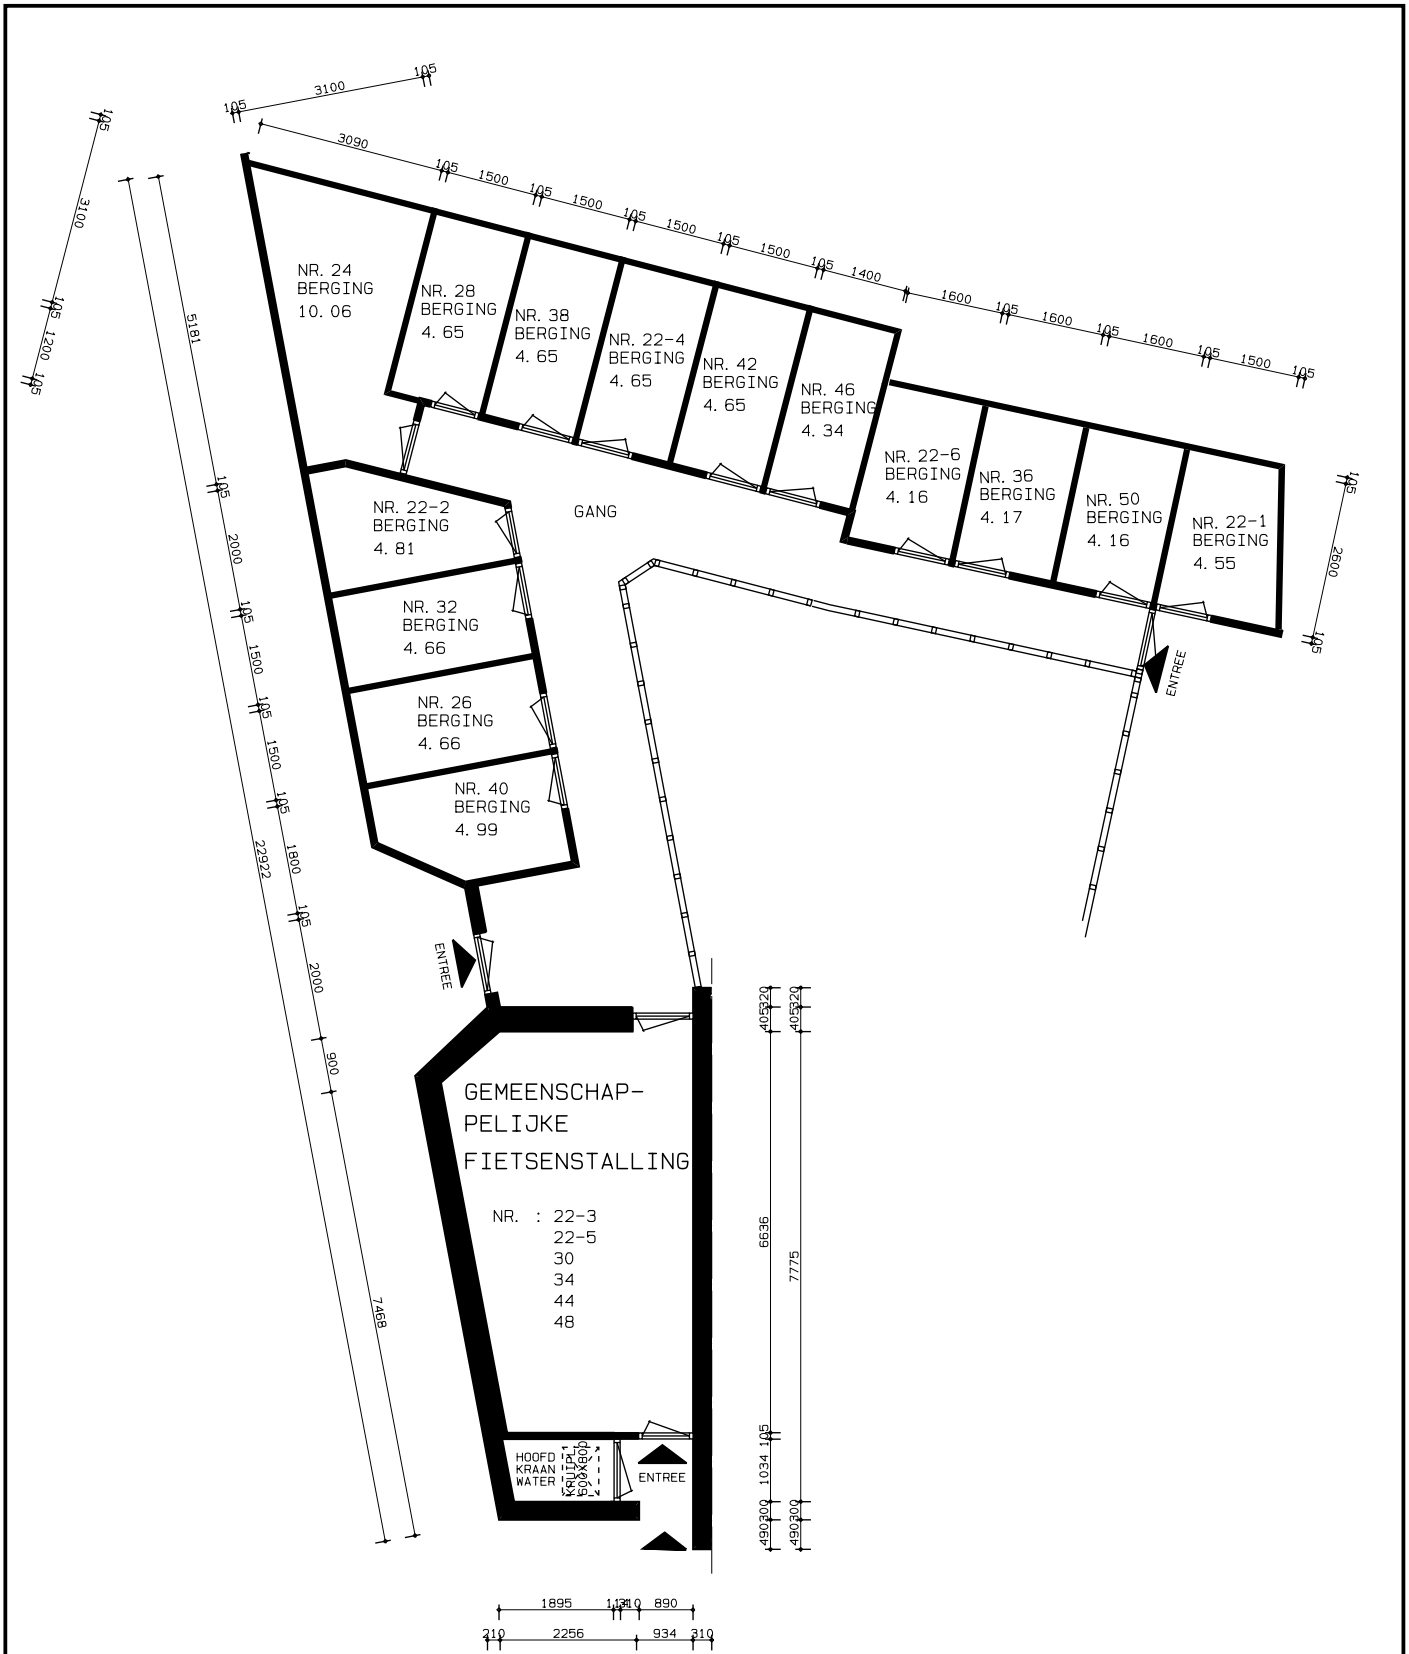 105
3100
105
3090
105
1500
105
1500
105
1500
105
1500
105
1400
1600
105
1600
105
1600
105
1500
105
105
3100
105
1200
105
5181
105
2000
105
1500
105
1500
105
1800
105
2000
900
7468
22922
NR. 24
BERGING
10. 06
NR. 28
BERGING
4. 65
NR. 38
BERGING
4. 65
NR. 22-4
BERGING
4. 65
NR. 42
BERGING
4. 65
NR. 46
BERGING
4. 34
NR. 22-6
BERGING
4. 16
NR. 36
BERGING
4. 17
NR. 50
BERGING
4. 16
NR. 22-1
BERGING
4. 55
105
2600
105
ENTREE
GANG
NR. 22-2
BERGING
4. 81
NR. 32
BERGING
4. 66
NR. 26
BERGING
4. 66
NR. 40
BERGING
4. 99
ENTREE
GEMEENSCHAP-
PELIJKE
FIETSENSTALLING
NR. : 22-3
22-5
30
34
44
48
HOOFD
KRAAN
WATER
KRUIPL.
600X800
ENTREE
320
405
6636
105
1034
300
490
320
405
7775
300
490
1895
114
310
890
210
2256
934
310